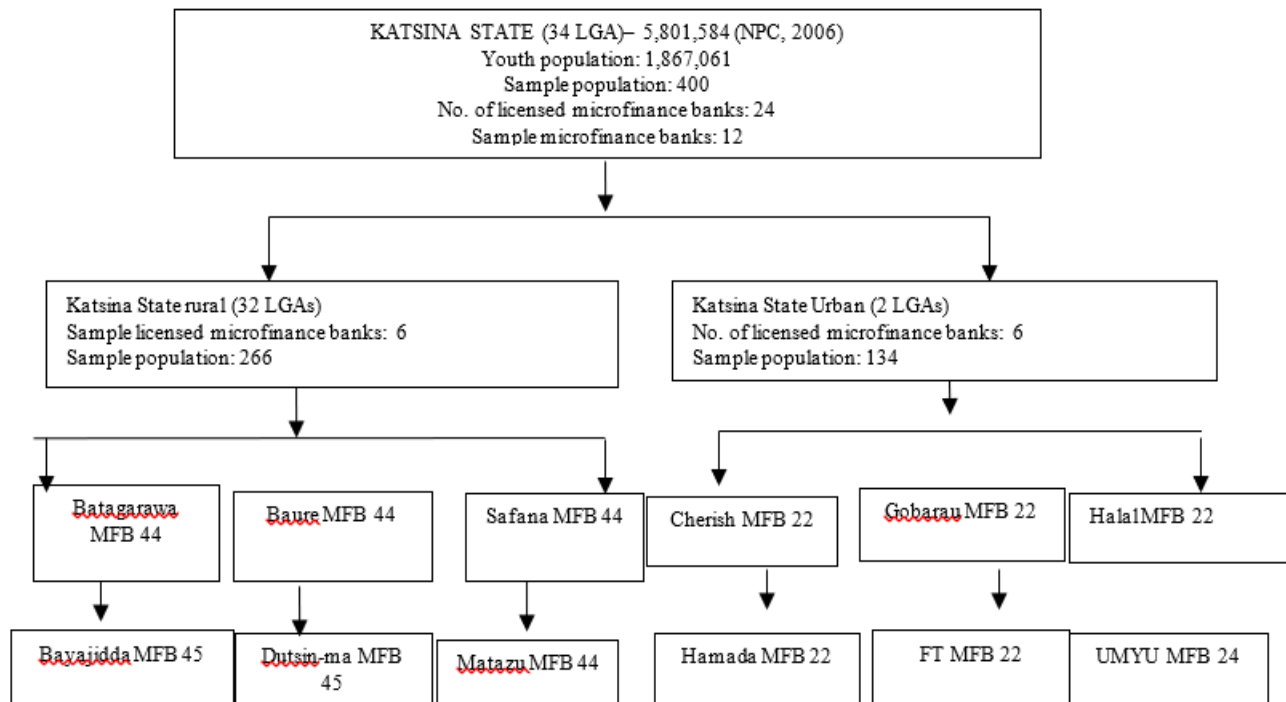 KATSINA STATE (34 LGA)– 5,801,584 (NPC, 2006)
Youth population: 1,867,061
Sample population: 400
No. of licensed microfinance banks: 24
Sample microfinance banks: 12
Katsina State rural (32 LGAs)
Sample licensed microfinance banks: 6
Sample population: 266
Katsina State Urban (2 LGAs)
No. of licensed microfinance banks: 6
Sample population: 134
Batagarawa
MFB 44
Baure MFB 44
Safana MFB 44
Cherish MFB 22
Gobarau MFB 22
Halal MFB 22
Bayajidda MFB 45
Dutsin-ma MFB
45
Matazu MFB 44
Hamada MFB 22
FT MFB 22
UMYU MFB 24